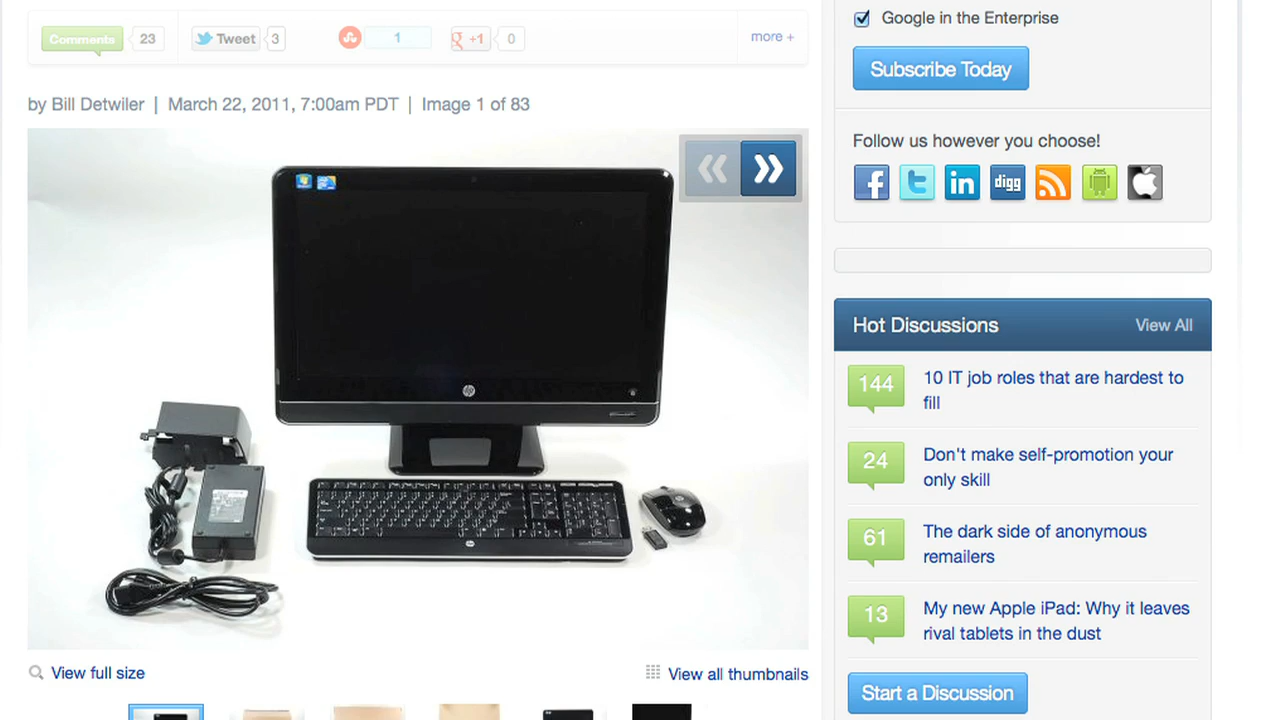 Comments 23 Tweet 3 1 +1 0 more +
by Bill Detwiler | March 22, 2011, 7:00am PDT | Image 1 of 83
hp
View full size View all thumbnails
Google in the Enterprise
Subscribe Today
Follow us however you choose!
f t in digg
Hot Discussions View All
144 10 IT job roles that are hardest to
fill
24 Don't make self-promotion your
only skill
61 The dark side of anonymous
remailers
13 My new Apple iPad: Why it leaves
rival tablets in the dust
Start a Discussion